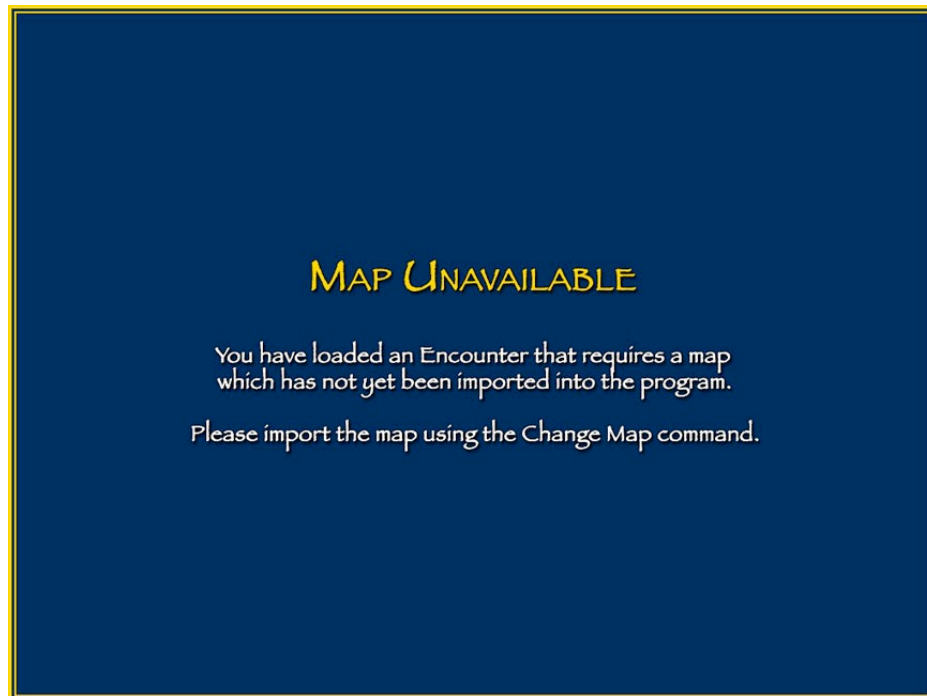 Map Unavailable
You have loaded an Encounter that requires a map
which has not yet been imported into the program.
Please import the map using the Change Map command.